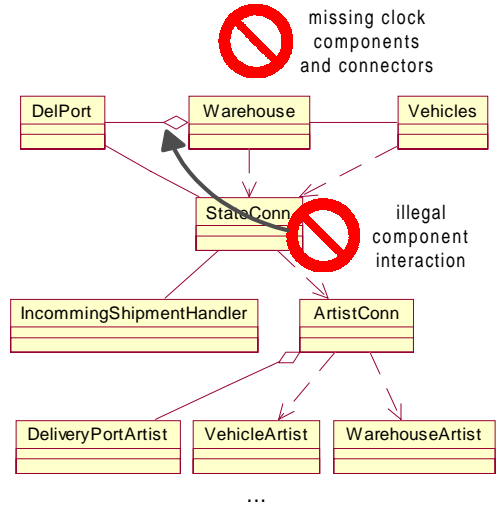 missing clock
components
and connectors
DelPort
Warehouse
Vehicles
StateConn
illegal
component
interaction
IncommingShipmentHandler
ArtistConn
DeliveryPortArtist
VehicleArtist
WarehouseArtist
...